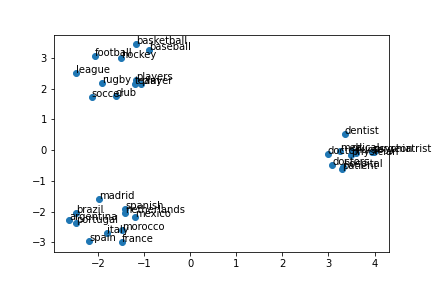 basketball
baseball
football
hockey
league
rugby
players
player
soccer
club
dentist
doctors
hospital
patient
madrid
spanish
netherlands
brazil
mexico
argentina
portugal
morocco
italy
spain
france
3
2
1
0
−1
−2
−3
−2
−1
0
1
2
3
4